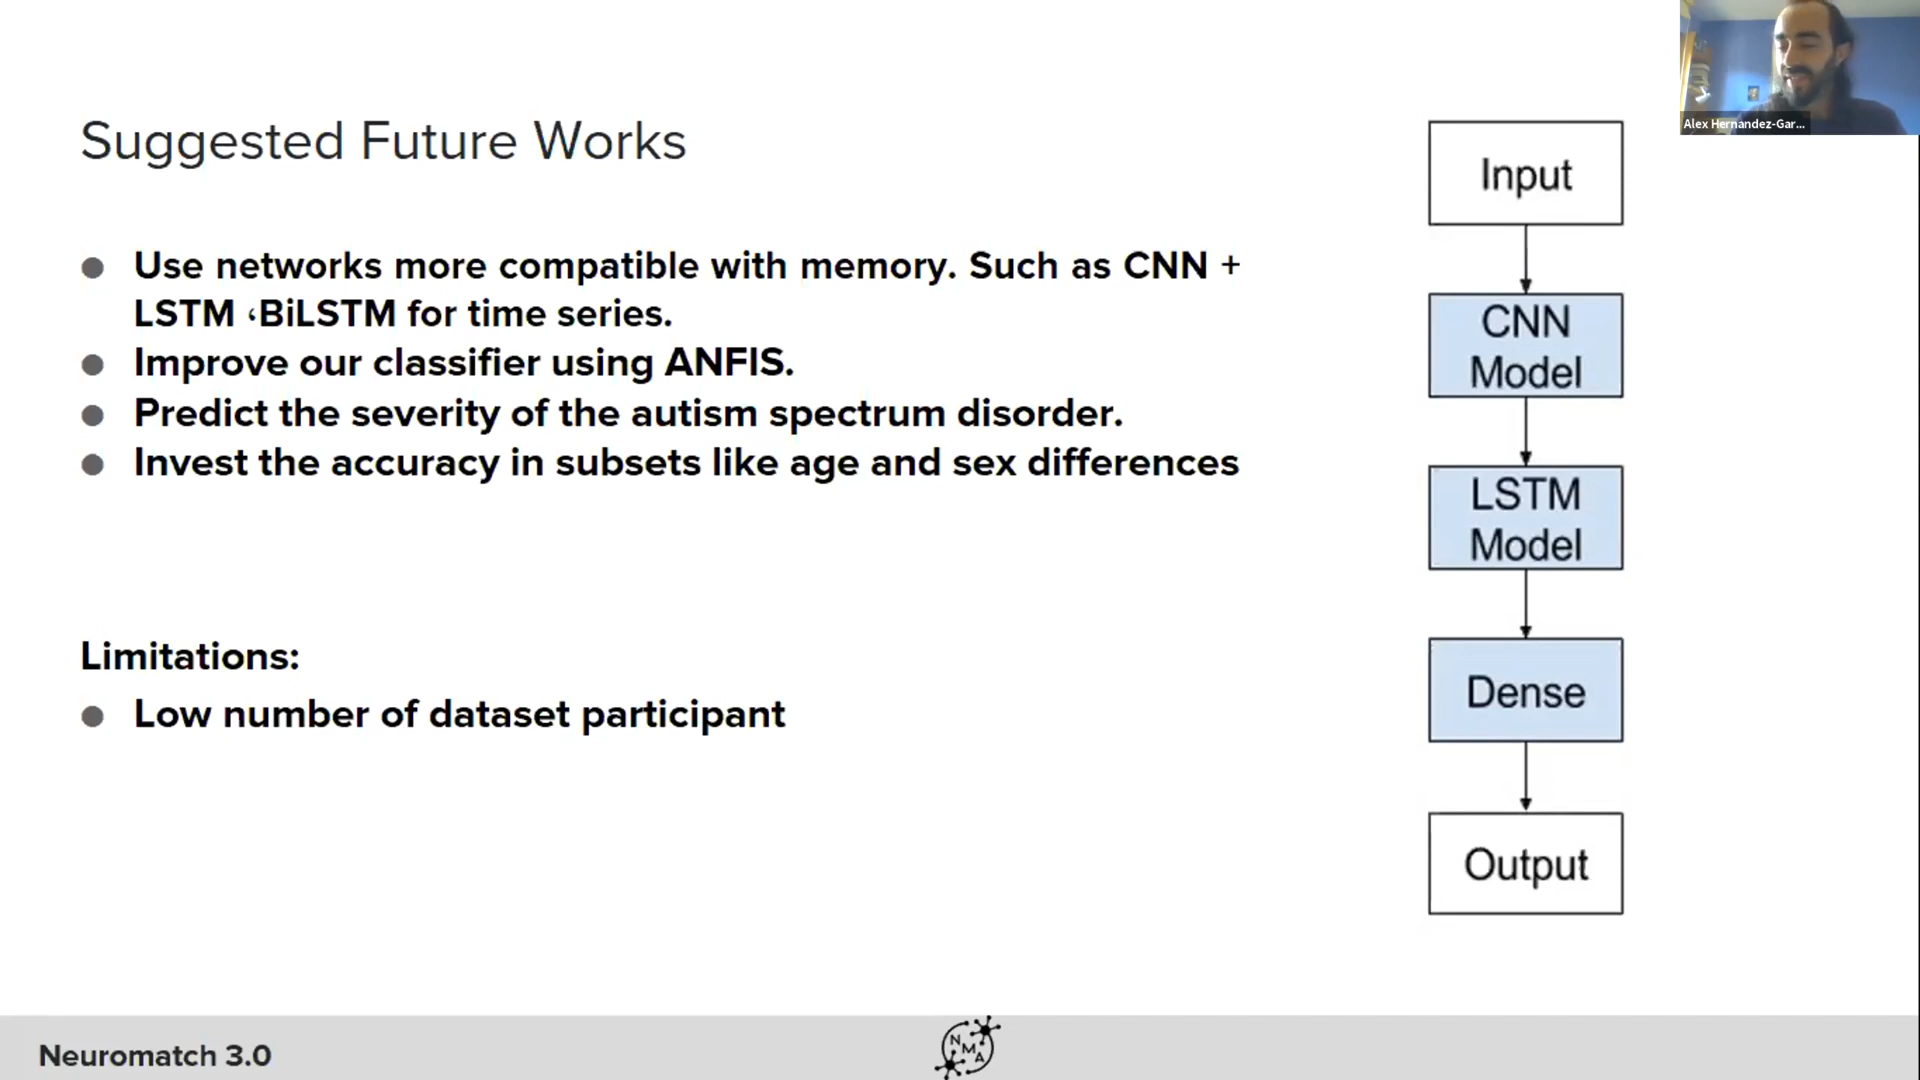 Alex Hernandez-Gar...
Suggested Future Works
● Use networks more compatible with memory. Such as CNN +
LSTM ،BiLSTM for time series.
● Improve our classifier using ANFIS.
● Predict the severity of the autism spectrum disorder.
● Invest the accuracy in subsets like age and sex differences
Limitations:
● Low number of dataset participant
Input
CNN
Model
LSTM
Model
Dense
Output
Neuromatch 3.0
N
M
A